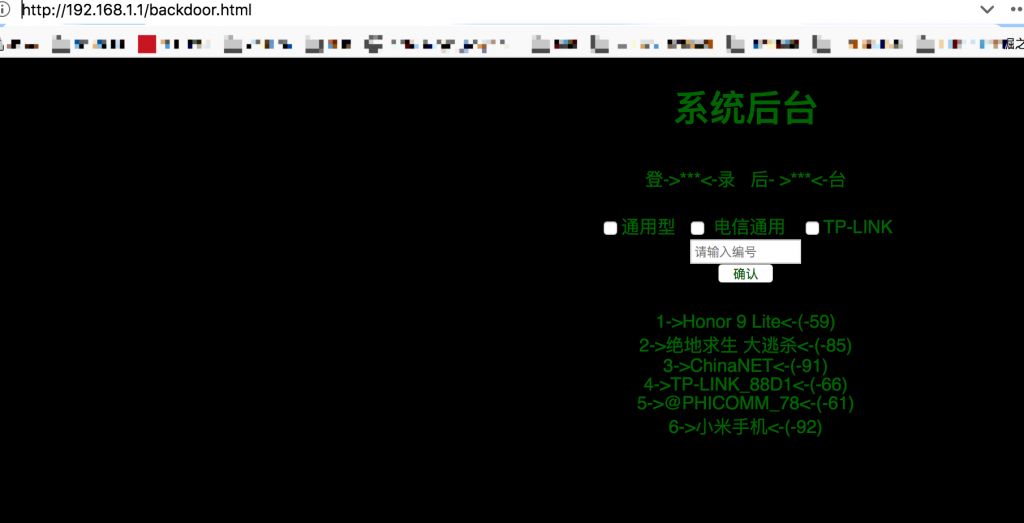 http://192.168.1.1/backdoor.html
掘之
系统后台
登->***<-录 后- >***<-台
通用型 电信通用 TP-LINK
请输入编号
确认
1->Honor 9 Lite<-(-59)
2->绝地求生 大逃杀<-(-85)
3->ChinaNET<-(-91)
4->TP-LINK_88D1<-(-66)
5->@PHICOMM_78<-(-61)
6->小米手机<-(-92)